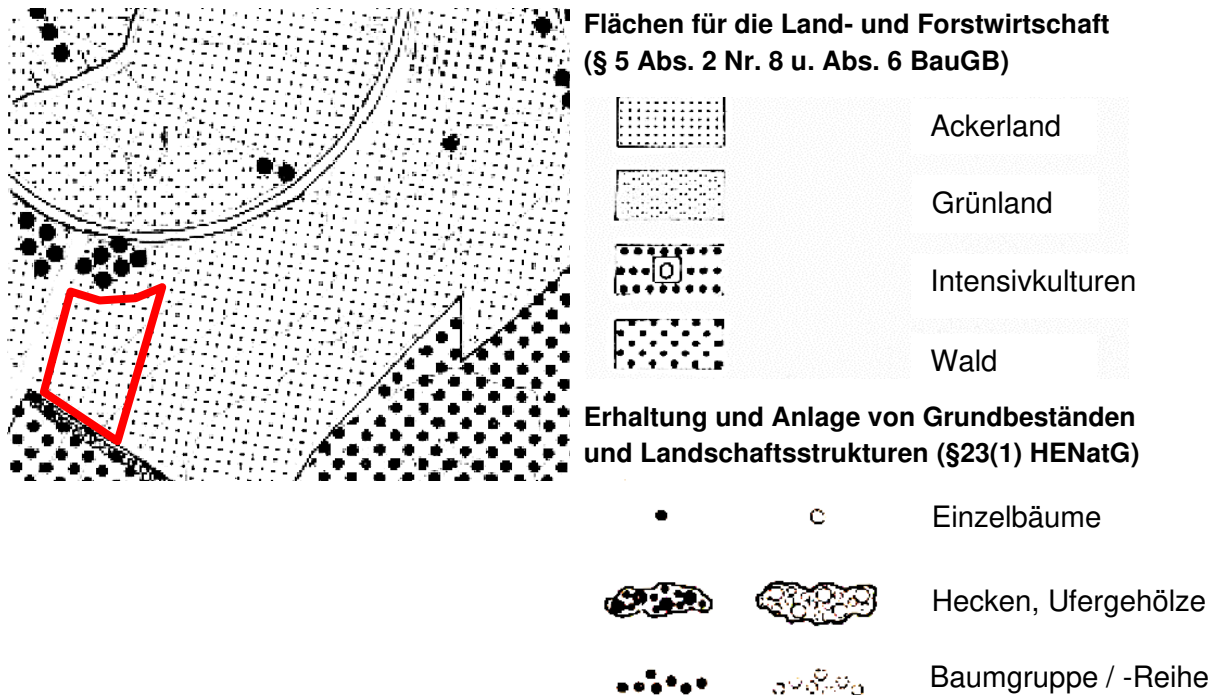 Flächen für die Land- und Forstwirtschaft
(§ 5 Abs. 2 Nr. 8 u. Abs. 6 BauGB)
Ackerland
Grünland
O
Intensivkulturen
Wald
Erhaltung und Anlage von Grundbeständen
und Landschaftsstrukturen (§23(1) HENatG)
Einzelbäume
Hecken, Ufergehölze
Baumgruppe / -Reihe